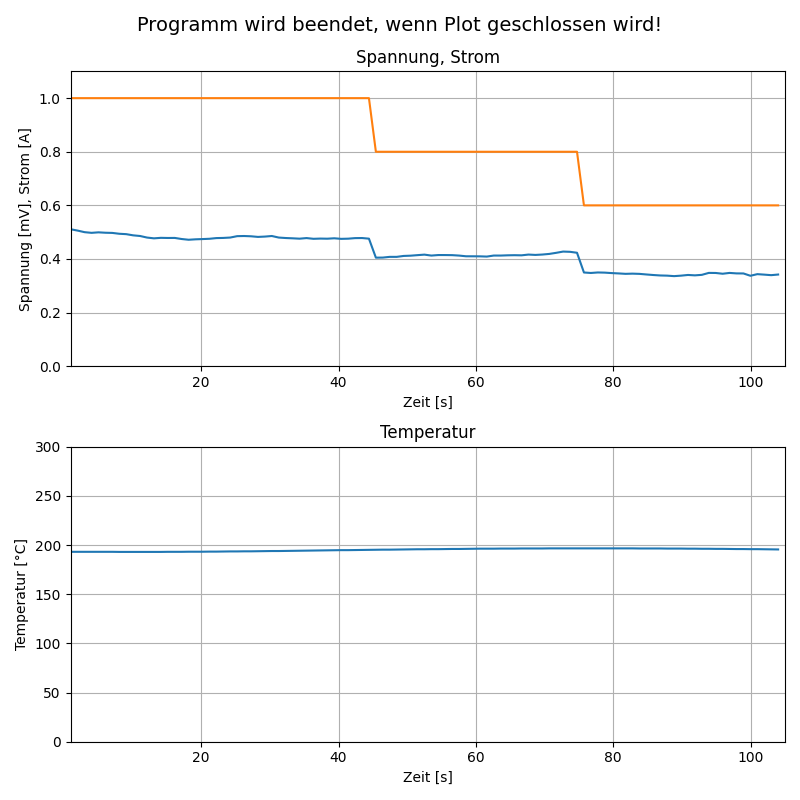 Programm wird beendet, wenn Plot geschlossen wird!
Spannung, Strom
Spannung [mV], Strom [A]
1.0
0.8
0.6
0.4
0.2
0.0
20 40 60 80 100
Zeit [s]
Temperatur
Temperatur [°C]
300
250
200
150
100
50
0
20 40 60 80 100
Zeit [s]